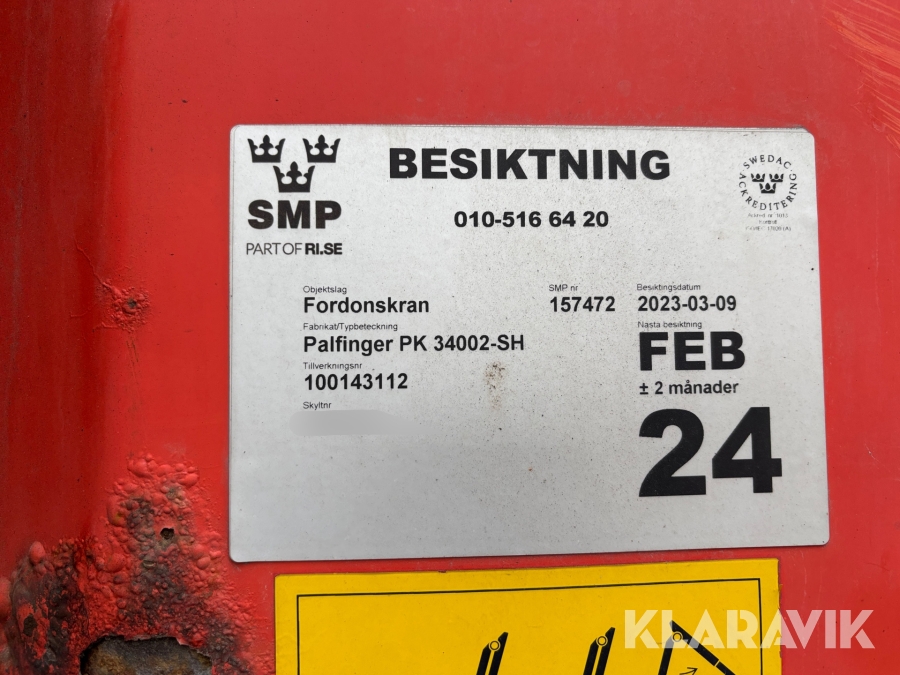 BESIKTNING
010-516 64 20
SMP
PART OF RI.SE
SWEDAC
ACKREDITERING
Objektslag
Fordonskran
SMP nr
157472
Besiktingsdatum
2023-03-09
Fabrikat/Typbeteckning
Palfinger PK 34002-SH
Nästa besiktning
FEB
± 2 månader
24
Tillverkningsnr
100143112
Skyltnr
KLARAVIK